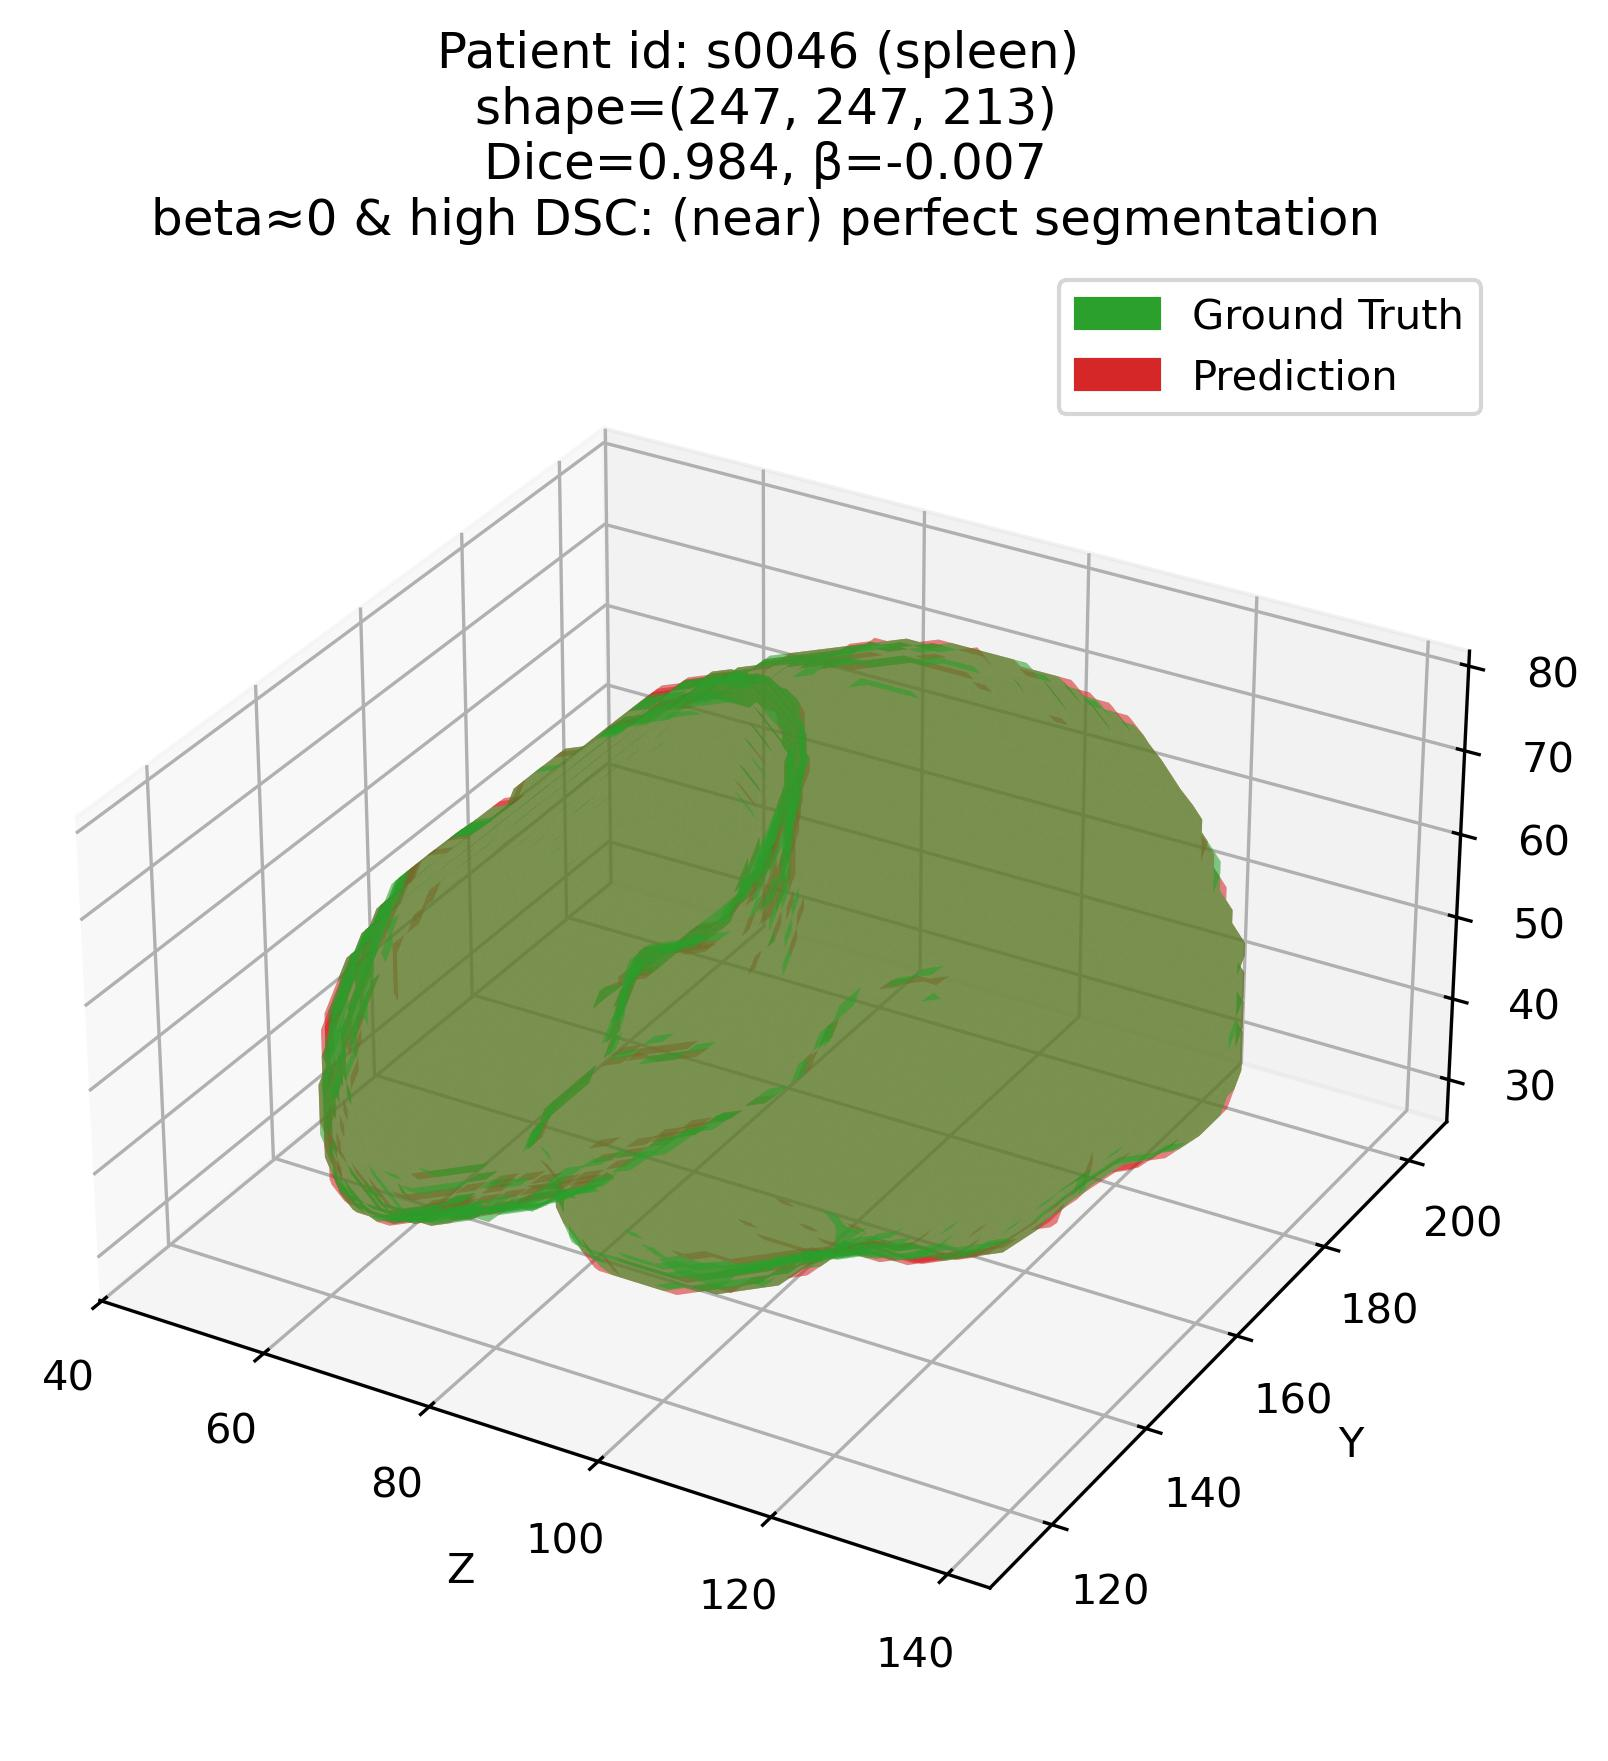 Patient id: s0046 (spleen)
shape=(247, 247, 213)
Dice=0.984, β=-0.007
beta≈0 & high DSC: (near) perfect segmentation
Ground Truth
Prediction
80
70
60
50
40
30
200
180
160
140
120
Y
40
60
80
100
120
140
Z